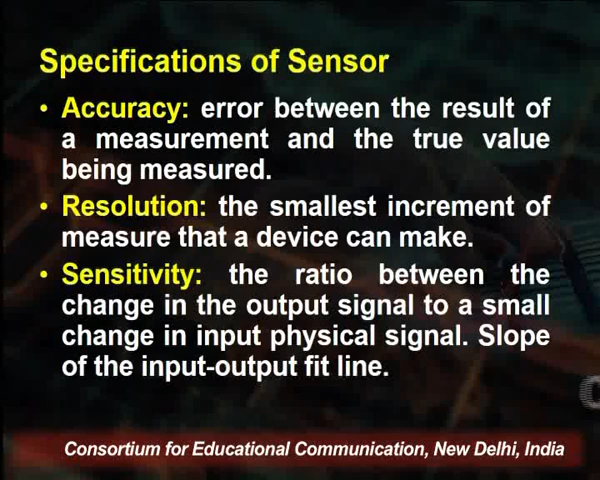 Specifications of Sensor
• Accuracy: error between the result of
a measurement and the true value
being measured.
• Resolution: the smallest increment of
measure that a device can make.
• Sensitivity: the ratio between the
change in the output signal to a small
change in input physical signal. Slope
of the input-output fit line.
Consortium for Educational Communication, New Delhi, India